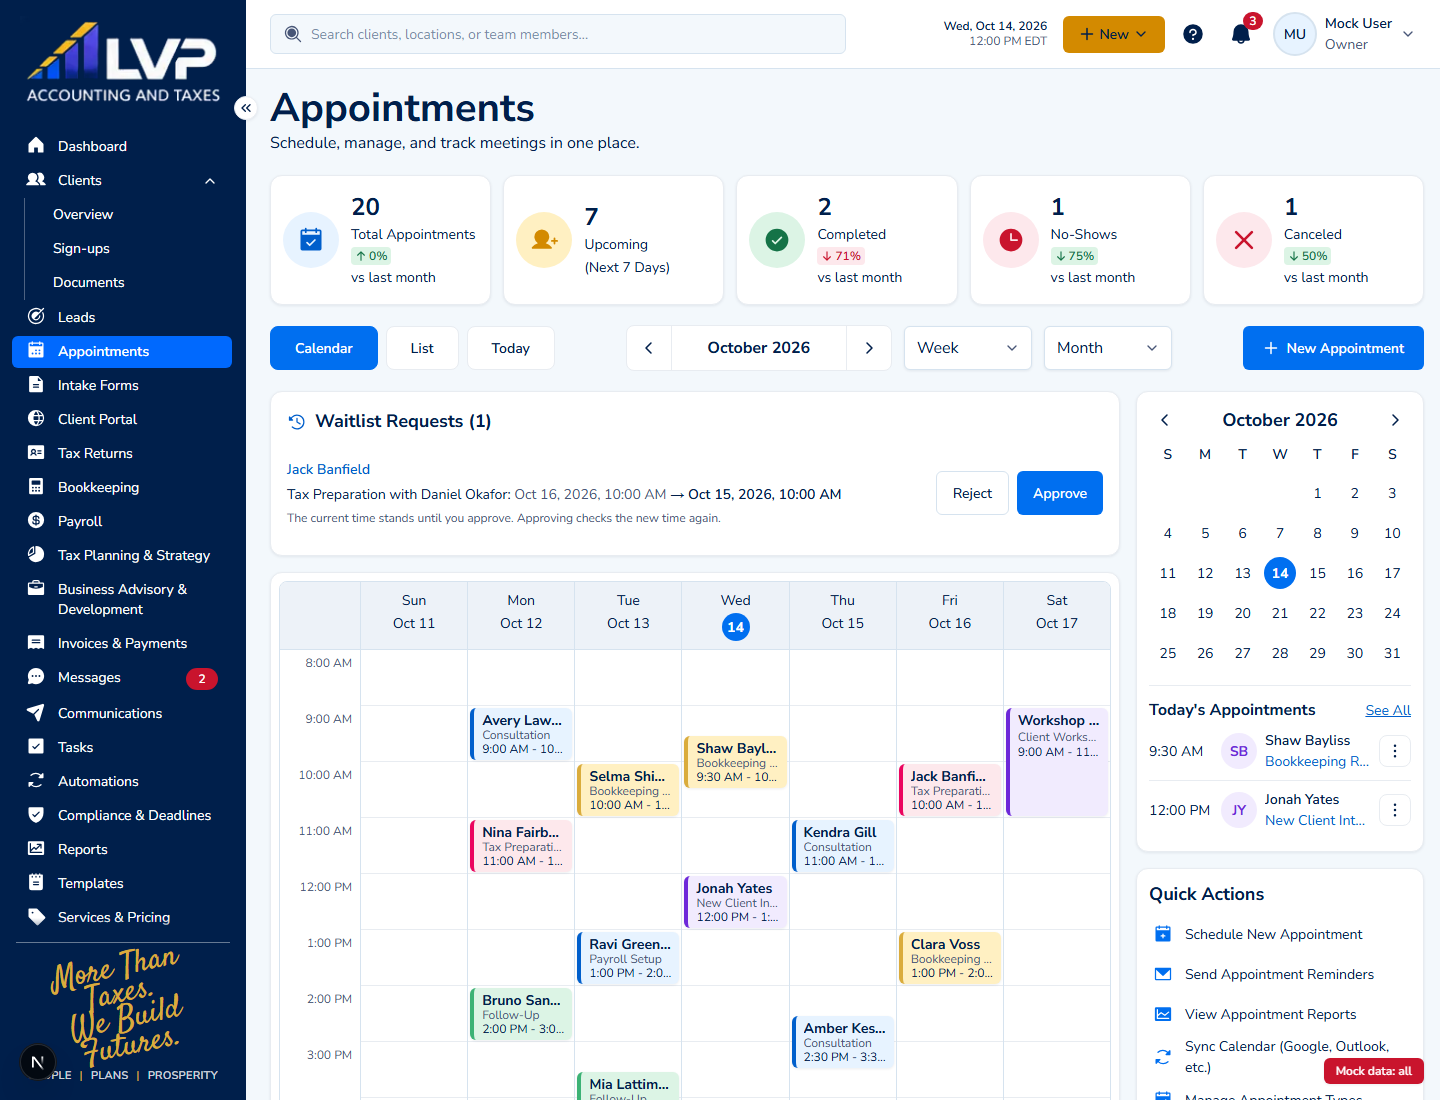 LVP
ACCOUNTING AND TAXES
Dashboard
Clients
Overview
Sign-ups
Documents
Leads
Appointments
Intake Forms
Client Portal
Tax Returns
Bookkeeping
Payroll
Tax Planning & Strategy
Business Advisory &
Development
Invoices & Payments
Messages 2
Communications
Tasks
Automations
Compliance & Deadlines
Reports
Templates
Services & Pricing
More Than
Taxes.
We Build
Futures.
N
PLE | PLANS | PROSPERITY
Search clients, locations, or team members...
Wed, Oct 14, 2026
12:00 PM EDT
+ New
?
3
MU
Mock User
Owner
Appointments
Schedule, manage, and track meetings in one place.
20
Total Appointments
↑ 0%
vs last month
7
Upcoming
(Next 7 Days)
2
Completed
↓ 71%
vs last month
1
No-Shows
↓ 75%
vs last month
1
Canceled
↓ 50%
vs last month
Calendar
List
Today
October 2026
Week
Month
+ New Appointment
Waitlist Requests (1)
Jack Banfield
Tax Preparation with Daniel Okafor: Oct 16, 2026, 10:00 AM → Oct 15, 2026, 10:00 AM
The current time stands until you approve. Approving checks the new time again.
Reject
Approve
Sun Mon Tue Wed Thu Fri Sat
Oct 11 Oct 12 Oct 13 14 Oct 15 Oct 16 Oct 17
8:00 AM
9:00 AM
10:00 AM
11:00 AM
12:00 PM
1:00 PM
2:00 PM
3:00 PM
Avery Law...
Consultation
9:00 AM - 10...
Nina Fairb...
Tax Preparati...
11:00 AM - 1...
Bruno San...
Follow-Up
2:00 PM - 3:0...
Selma Shi...
Bookkeeping ...
10:00 AM - 1...
Ravi Green...
Payroll Setup
1:00 PM - 2:0...
Mia Lattim...
Follow-Up
Shaw Bayl...
Bookkeeping ...
9:30 AM - 10...
Jonah Yates
New Client In...
12:00 PM - 1:...
Kendra Gill
Consultation
11:00 AM - 1...
Amber Kes...
Consultation
2:30 PM - 3:3...
Jack Banfi...
Tax Preparati...
10:00 AM - 1...
Clara Voss
Bookkeeping ...
1:00 PM - 2:0...
Workshop ...
Client Works...
9:00 AM - 11...
October 2026
S M T W T F S
1 2 3
4 5 6 7 8 9 10
11 12 13 14 15 16 17
18 19 20 21 22 23 24
25 26 27 28 29 30 31
Today's Appointments
See All
9:30 AM
SB
Shaw Bayliss
Bookkeeping R...
12:00 PM
JY
Jonah Yates
New Client Int...
Quick Actions
Schedule New Appointment
Send Appointment Reminders
View Appointment Reports
Sync Calendar (Google, Outlook,
etc.)
Manage Appointment Types
Mock data: all